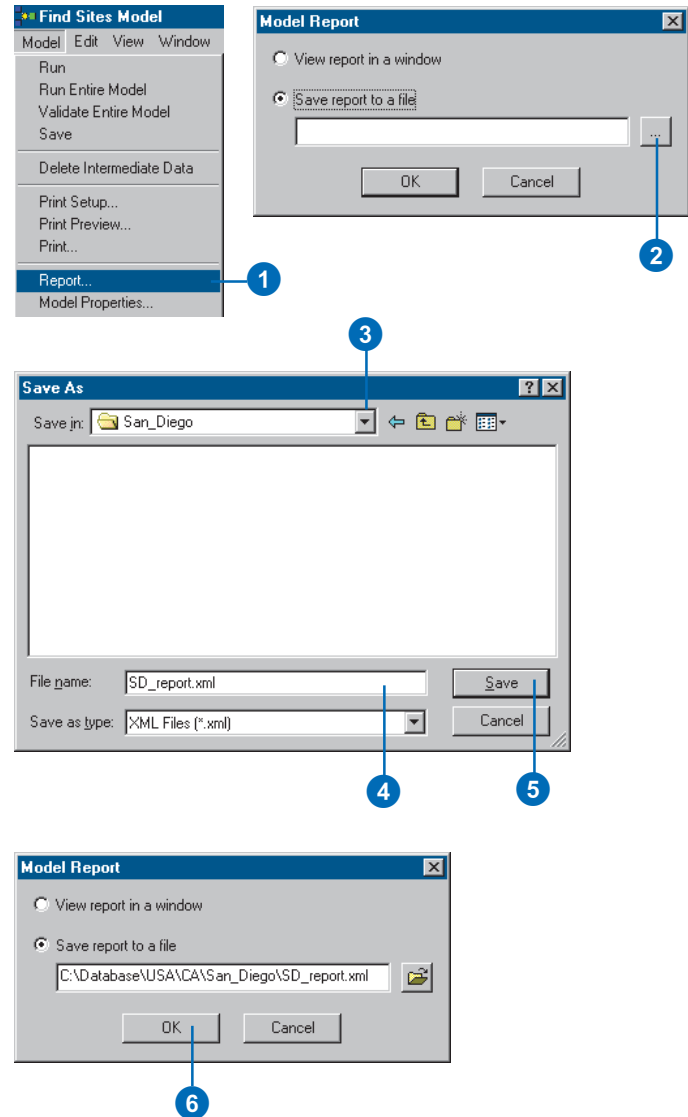 Find Sites Model
Model Edit View Window
Run
Run Entire Model
Validate Entire Model
Save
Delete Intermediate Data
Print Setup...
Print Preview...
Print...
Report...
Model Properties...
1
Model Report
View report in a window
Save report to a file
...
OK Cancel
2
3
Save As
Save in: San_Diego
File name: SD_report.xml Save
Save as type: XML Files (*.xml) Cancel
4 5
Model Report
View report in a window
Save report to a file
C:\Database\USA\CA\San_Diego\SD_report.xml
OK Cancel
6